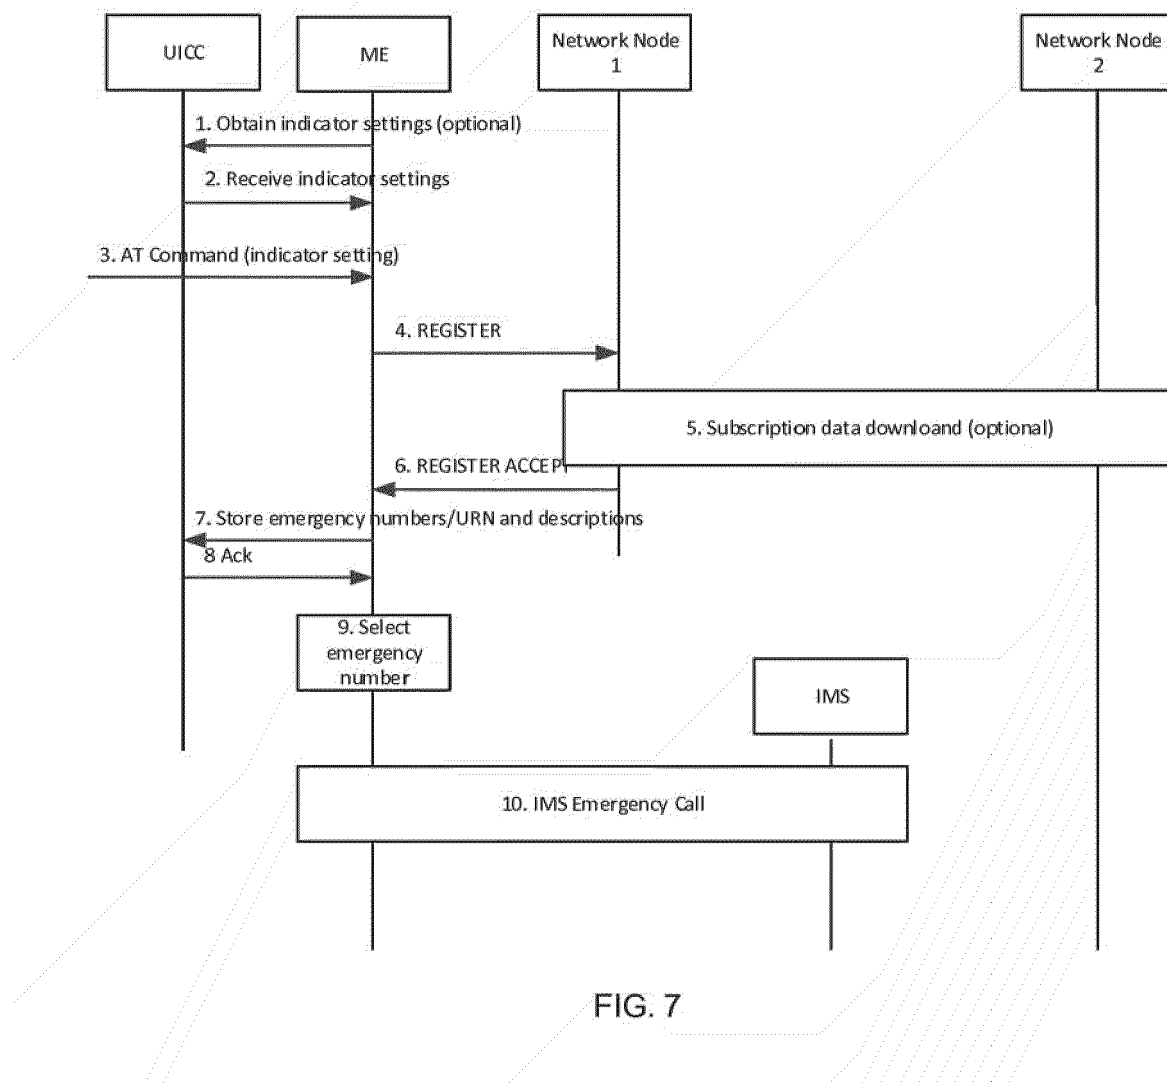 UICC
ME
Network Node
1
Network Node
2
1. Obtain indicator settings (optional)
2. Receive indicator settings
3. AT Command (indicator setting)
4. REGISTER
5. Subscription data downloand (optional)
6. REGISTER ACCEPT
7. Store emergency numbers/URN and descriptions
8 Ack
9. Select
emergency
number
IMS
10. IMS Emergency Call
FIG. 7